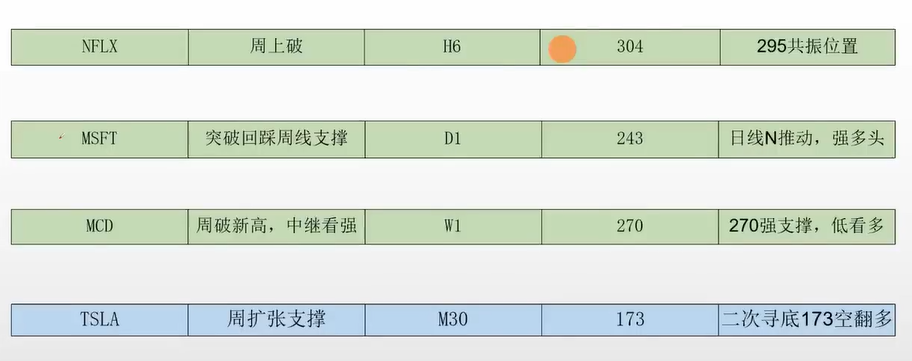 NFLX 周上破 H6 304 295共振位置
MSFT 突破回踩周线支撑 D1 243 日线N推动，强多头
MCD 周破新高，中继看强 W1 270 270强支撑，低看多
TSLA 周扩张支撑 M30 173 二次寻底173空翻多